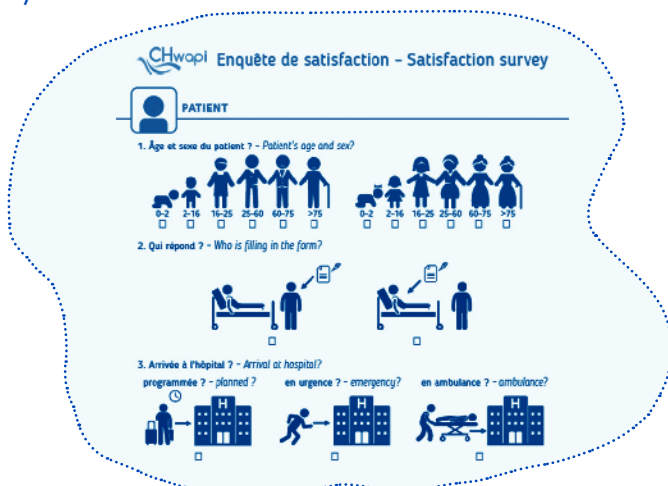 CHwapi Enquête de satisfaction – Satisfaction survey
PATIENT
1. Âge et sexe du patient ? – Patient's age and sex?
0-2 2-16 16-25 25-60 60-75 >75 0-2 2-16 16-25 25-60 60-75 >75
2. Qui répond ? – Who is filling in the form?
3. Arrivée à l'hôpital ? – Arrival at hospital?
programmée ? – planned ? en urgence ? – emergency? en ambulance ? – ambulance?
H H H